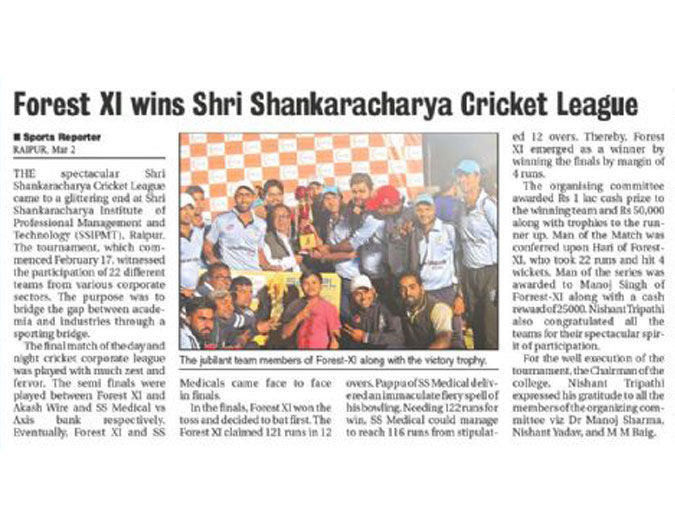 Forest XI wins Shri Shankaracharya Cricket League
■ Sports Reporter
RAIPUR, Mar 2
THE spectacular Shri
Shankaracharya Cricket League
came to a glittering end at Shri
Shankaracharya Institute of
Professional Management and
Technology (SSIPMT), Raipur.
The tournament, which com-
menced February 17, witnessed
the participation of 22 different
teams from various corporate
sectors. The purpose was to
bridge the gap between acade-
mia and industries through a
sporting bridge.
The final match of the day and
night cricket corporate league
was played with much zest and
fervor. The semi finals were
played between Forest XI and
Akash Wire and SS Medical vs
Axis bank respectively.
Eventually, Forest XI and SS
The jubilant team members of Forest-XI along with the victory trophy.
Medicals came face to face
in finals.
In the finals, Forest XI won the
toss and decided to bat first. The
Forest XI claimed 121 runs in 12
overs. Pappu of SS Medical deliv-
ered an immaculate fiery spell of
his bowling. Needing 122 runs for
win, SS Medical could manage
to reach 116 runs from stipulat-
ed 12 overs. Thereby, Forest
XI emerged as a winner by
winning the finals by margin of
4 runs.
The organising committee
awarded Rs 1 lac cash prize to
the winning team and Rs 50,000
along with trophies to the run-
ner up. Man of the Match was
conferred upon Hari of Forest-
XI, who took 22 runs and hit 4
wickets. Man of the series was
awarded to Manoj Singh of
Forrest-XI along with a cash
reward of 25000. Nishant Tripathi
also congratulated all the
teams for their spectacular spir-
it of participation.
For the well execution of the
tournament, the Chairman of the
college, Nishant Tripathi
expressed his gratitude to all the
members of the organizing com-
mittee viz Dr Manoj Sharma,
Nishant Yadav, and M M Baig.